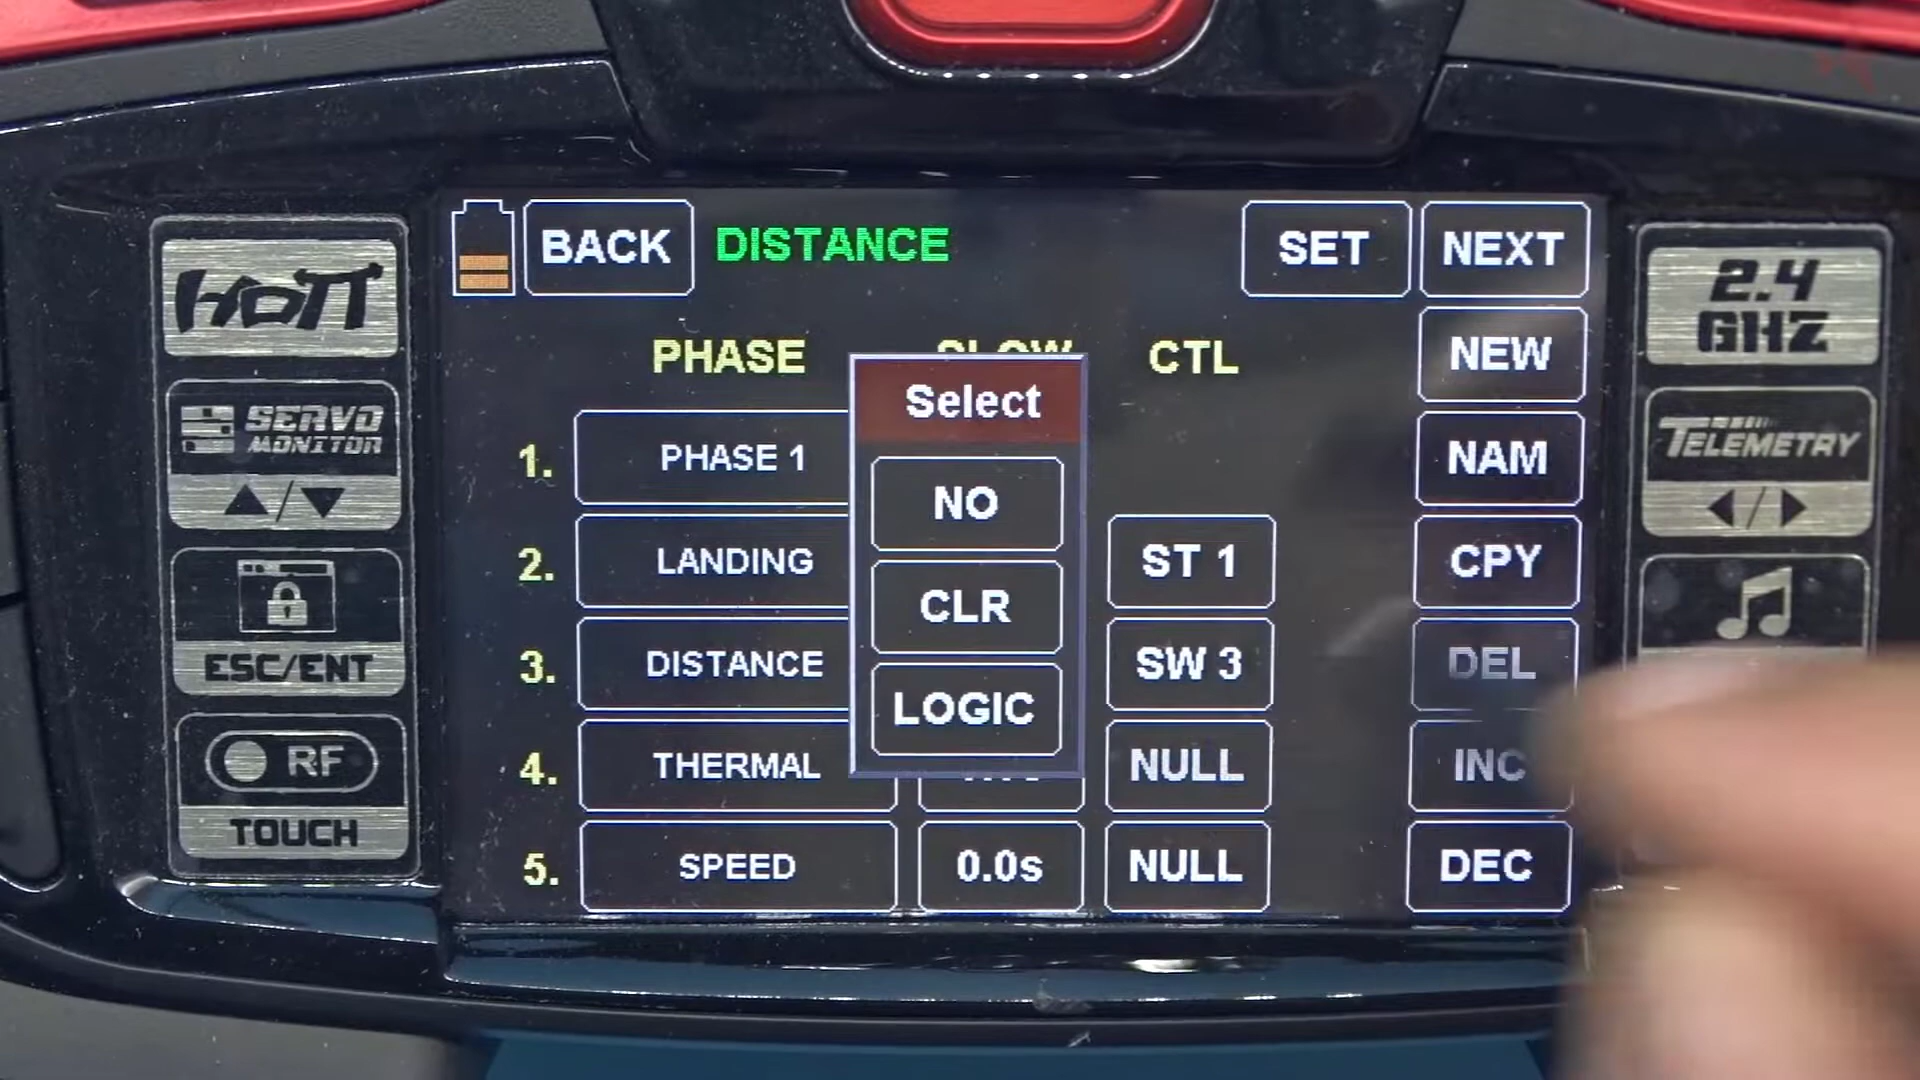 BACK DISTANCE SET NEXT
PHASE SLOW CTL NEW
Select
1. PHASE 1 NO NAM
2. LANDING CLR ST 1 CPY
3. DISTANCE LOGIC SW 3 DEL
4. THERMAL NULL INC
5. SPEED 0.0s NULL DEC
HOTT
SERVO
MONITOR
▲/▼
ESC/ENT
RF
TOUCH
2.4
GHZ
TELEMETRY
◀/▶